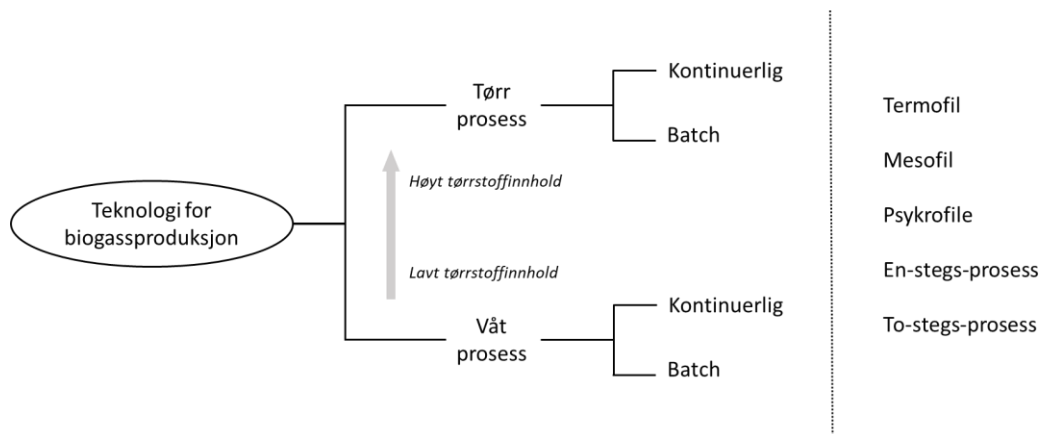 Teknologi for
biogassproduksjon
Tørr
prosess
Kontinuerlig
Batch
Høyt tørrstoffinnhold
Lavt tørrstoffinnhold
Våt
prosess
Kontinuerlig
Batch
Termofil
Mesofil
Psykrofile
En-stegs-prosess
To-stegs-prosess